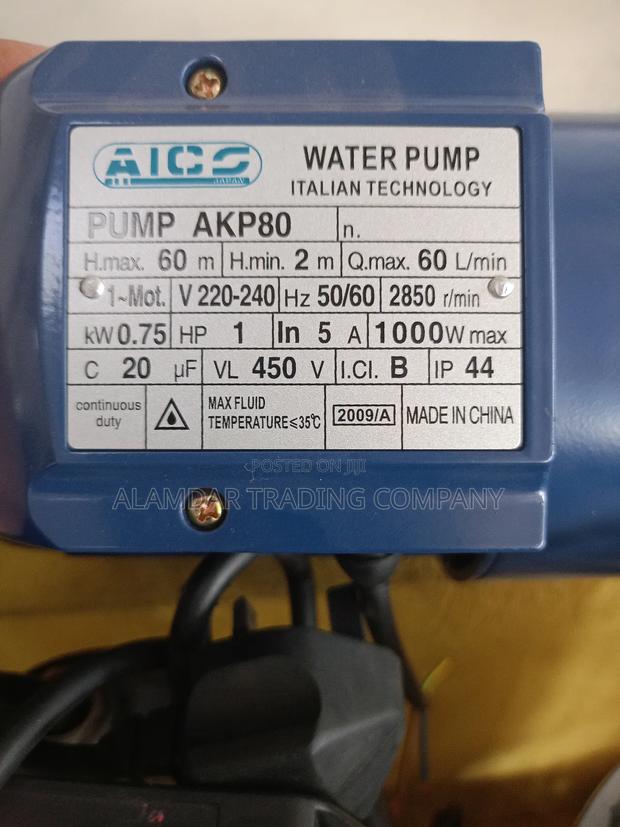 AICO
JAPAN
WATER PUMP
ITALIAN TECHNOLOGY
PUMP AKP80 n.
H.max. 60 m H.min. 2 m Q.max. 60 L/min
1~Mot. V 220-240 Hz 50/60 2850 r/min
kW 0.75 HP 1 In 5 A 1000W max
C 20 µF VL 450 V I.Cl. B IP 44
continuous
duty
MAX FLUID
TEMPERATURE≤35℃
2009/A
MADE IN CHINA
POSTED ON JIJI
ALAMDAR TRADING COMPANY